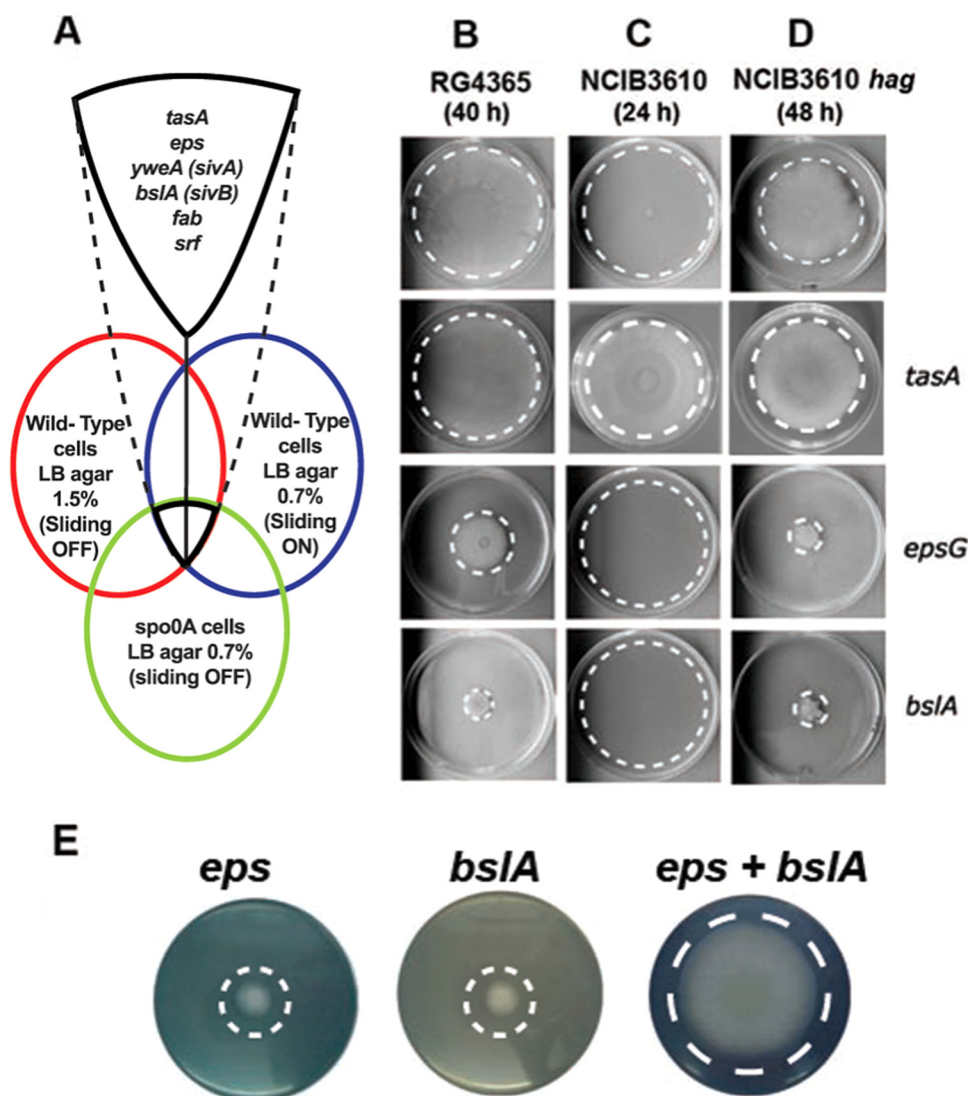 A
tasA
eps
yweA (sivA)
bslA (sivB)
fab
srf
Wild- Type
cells
LB agar
1.5%
(Sliding
OFF)
Wild- Type
cells
LB agar
0.7%
(Sliding
ON)
spo0A cells
LB agar 0.7%
(sliding OFF)
B
C
D
RG4365
(40 h)
NCIB3610
(24 h)
NCIB3610 hag
(48 h)
tasA
epsG
bslA
E
eps
bslA
eps + bslA